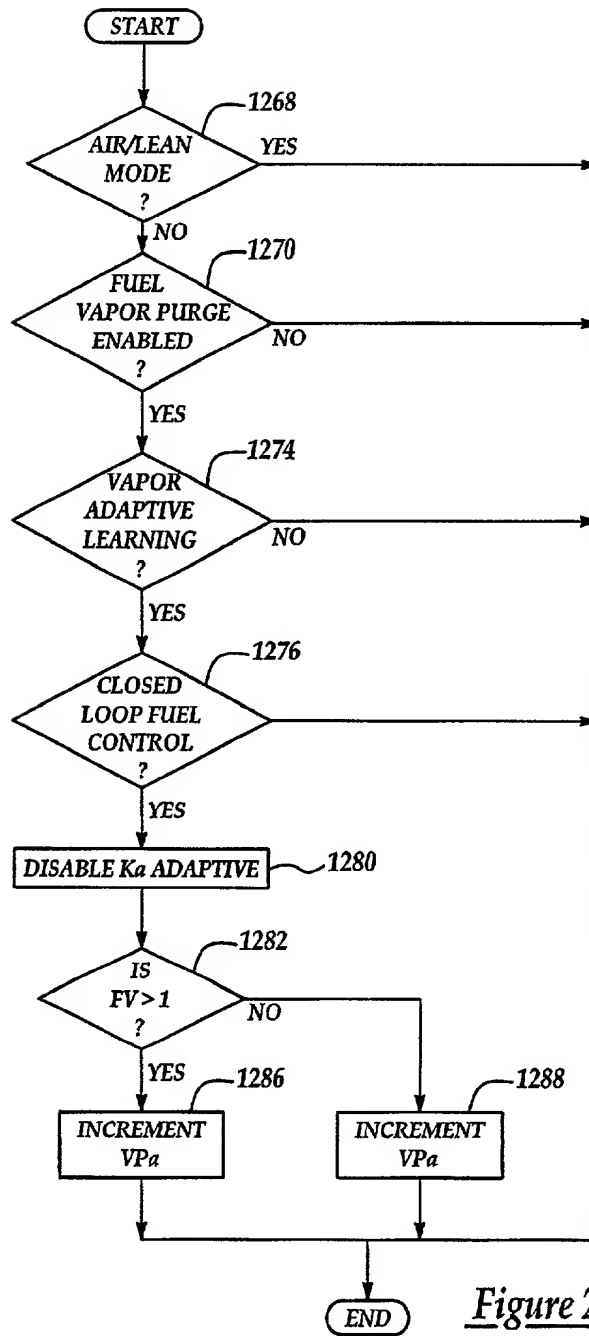 START
1268
AIR/LEAN
MODE
?
YES
NO
1270
FUEL
VAPOR PURGE
ENABLED
?
NO
YES
1274
VAPOR
ADAPTIVE
LEARNING
?
NO
YES
1276
CLOSED
LOOP FUEL
CONTROL
?
YES
DISABLE Ka ADAPTIVE
1280
1282
IS
FV > 1
?
NO
YES
1286
1288
INCREMENT
VPa
INCREMENT
VPa
END
Figure